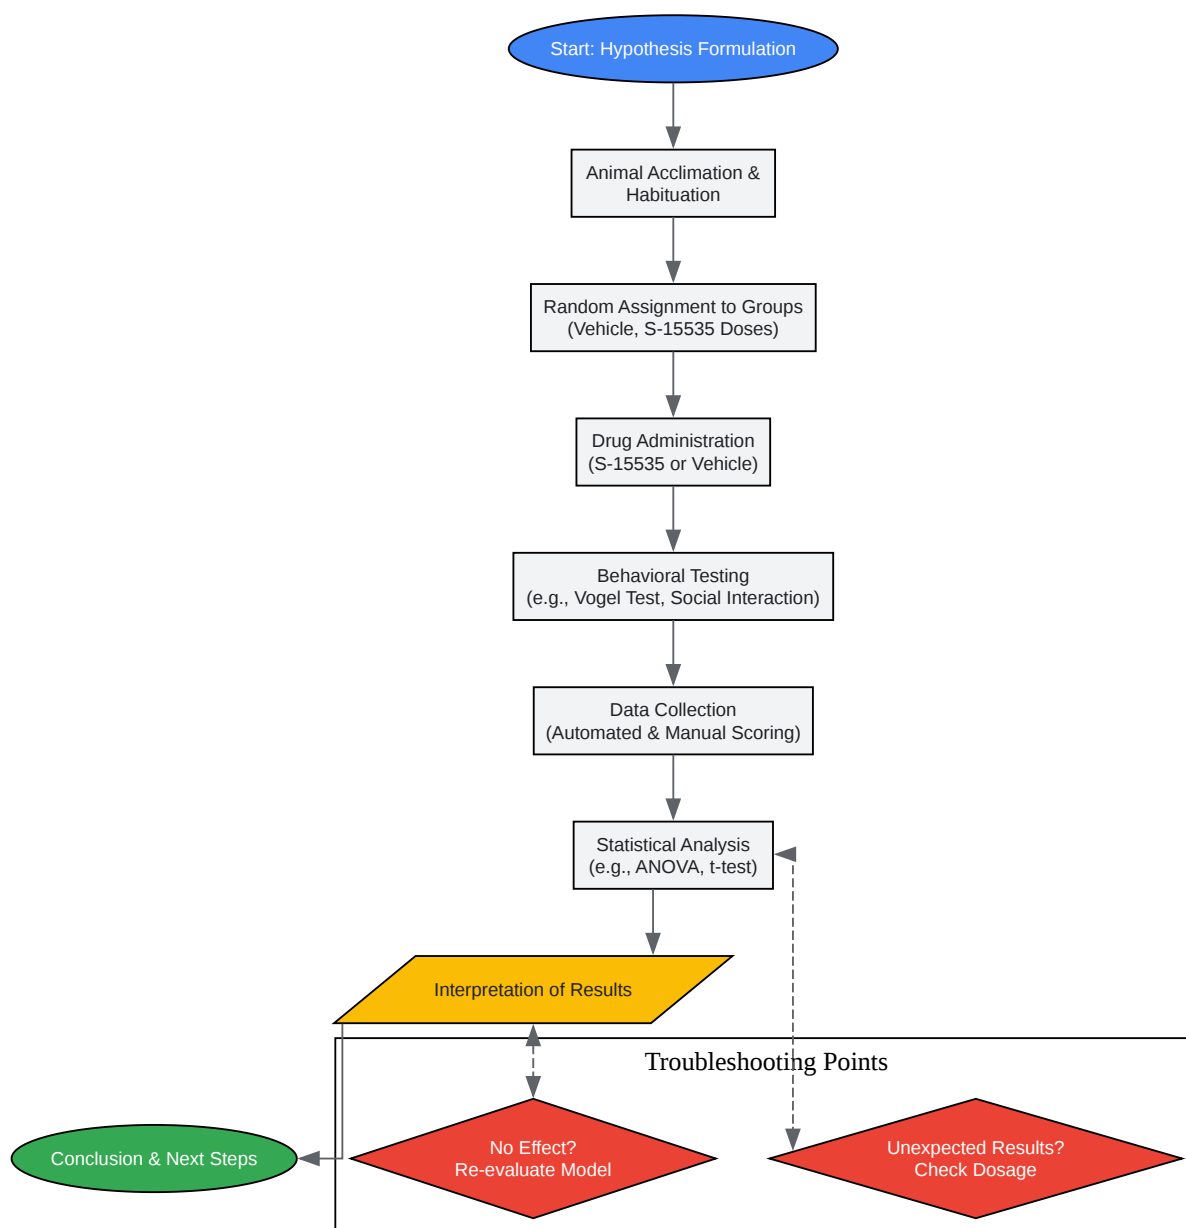 Start: Hypothesis Formulation
Animal Acclimation &
Habituation
Random Assignment to Groups
(Vehicle, S-15535 Doses)
Drug Administration
(S-15535 or Vehicle)
Behavioral Testing
(e.g., Vogel Test, Social Interaction)
Data Collection
(Automated & Manual Scoring)
Statistical Analysis
(e.g., ANOVA, t-test)
Interpretation of Results
Troubleshooting Points
Conclusion & Next Steps
No Effect?
Re-evaluate Model
Unexpected Results?
Check Dosage